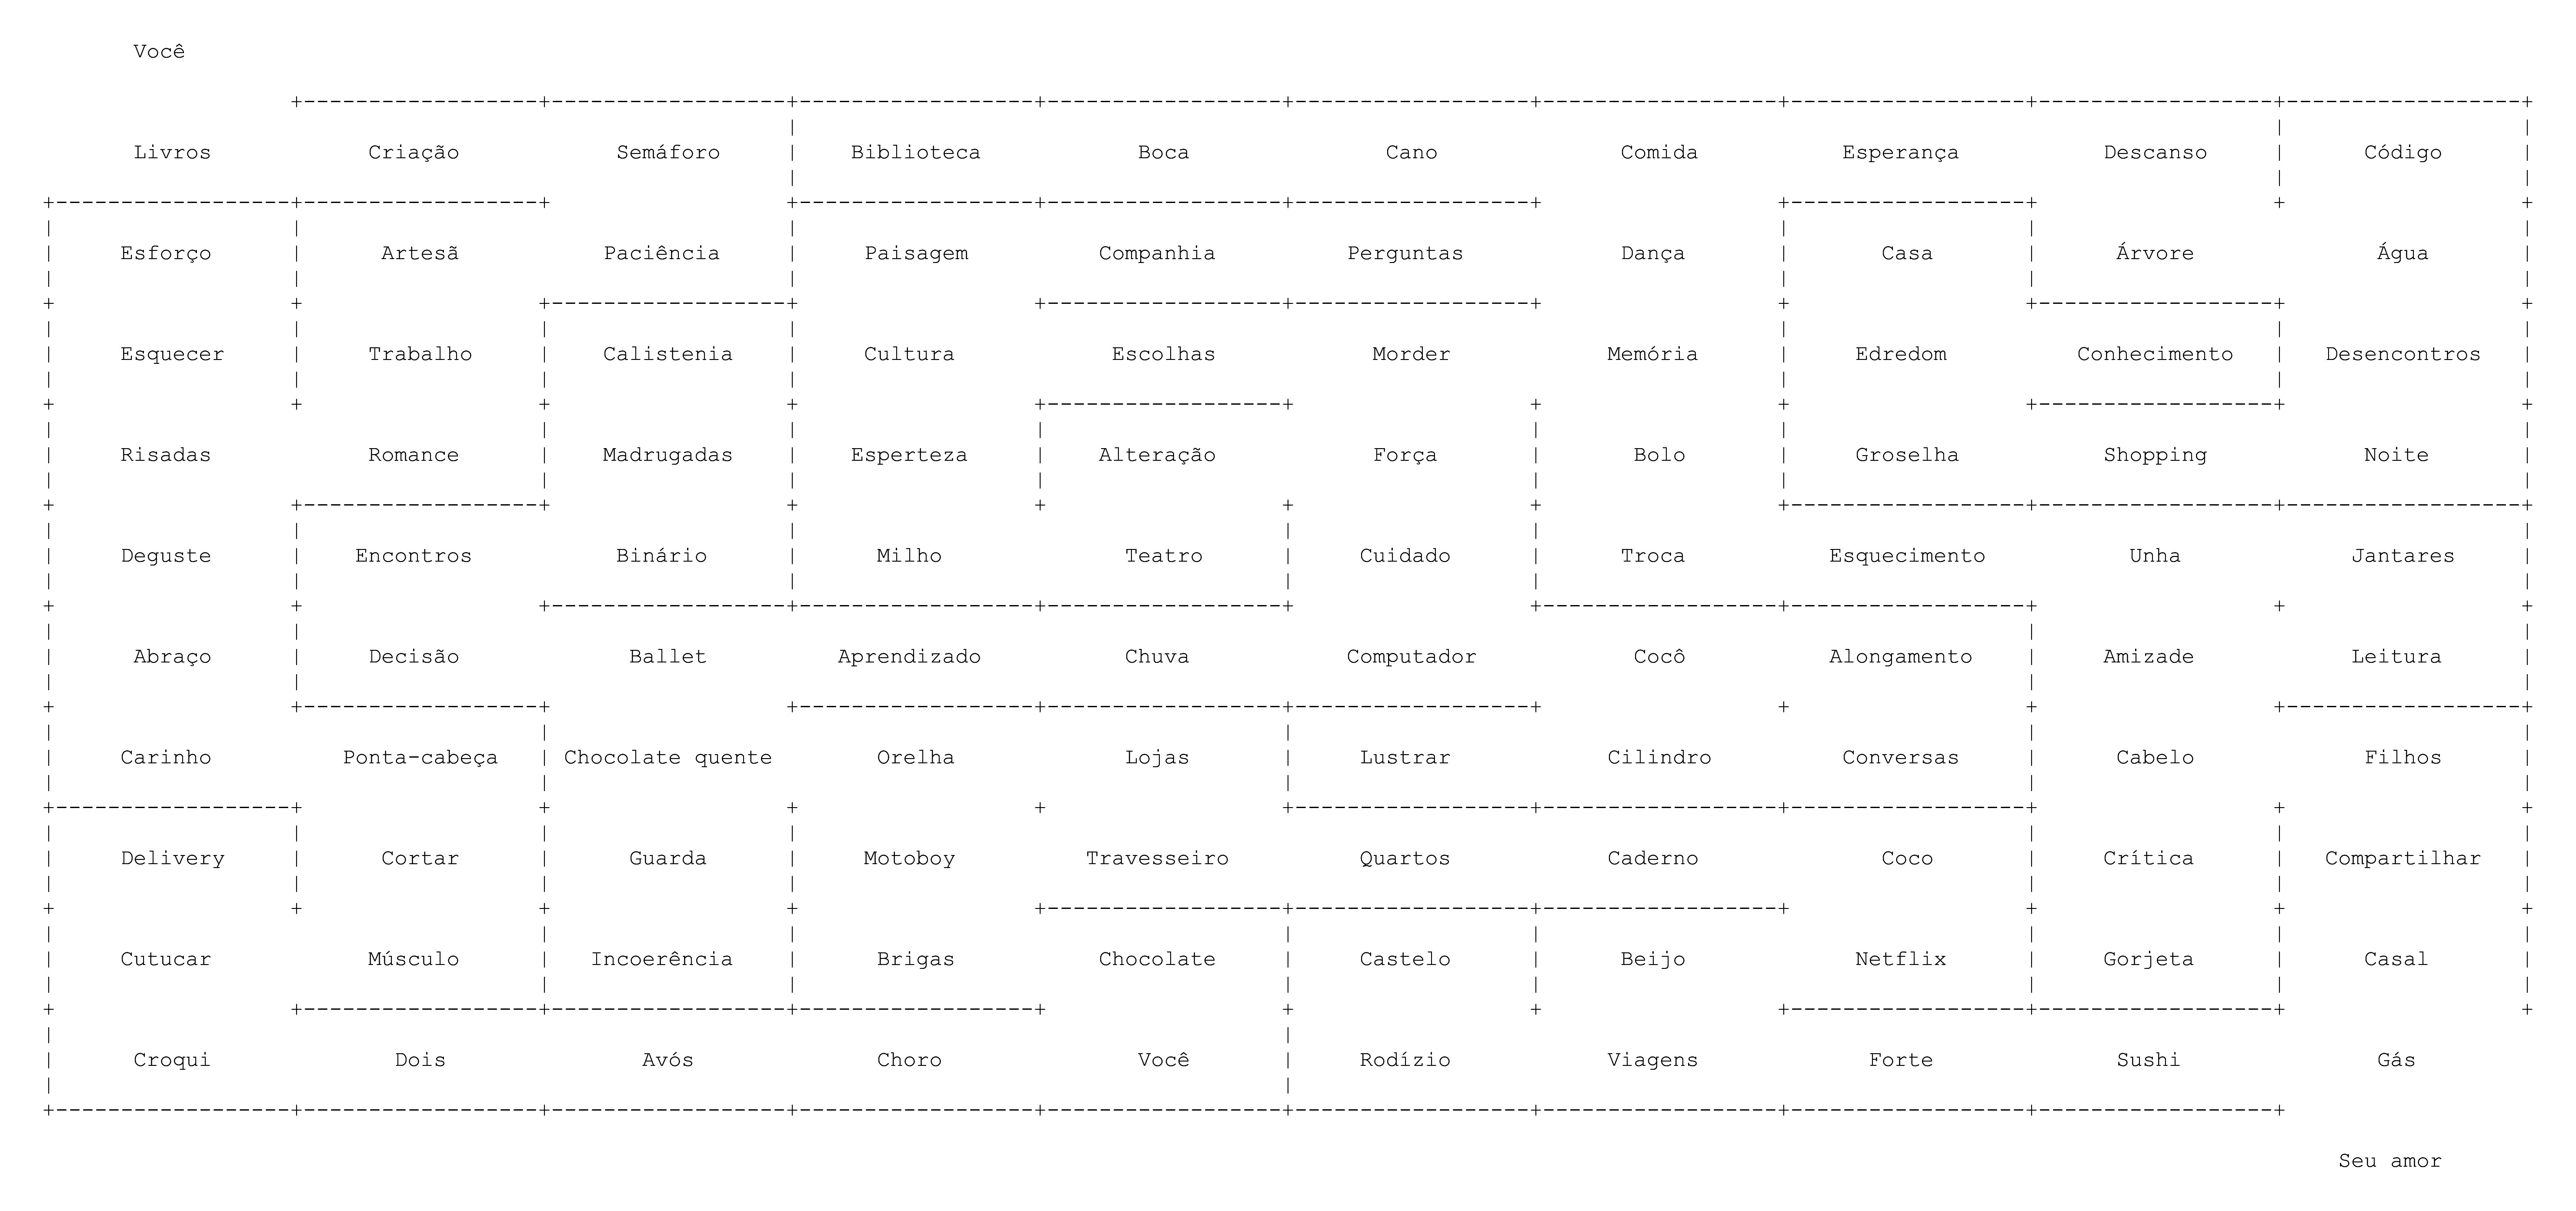 Você
Livros Criação Semáforo Biblioteca Boca Cano Comida Esperança Descanso Código
Esforço Artesã Paciência Paisagem Companhia Perguntas Dança Casa Árvore Água
Esquecer Trabalho Calistenia Cultura Escolhas Morder Memória Edredom Conhecimento Desencontros
Risadas Romance Madrugadas Esperteza Alteração Força Bolo Groselha Shopping Noite
Deguste Encontros Binário Milho Teatro Cuidado Troca Esquecimento Unha Jantares
Abraço Decisão Ballet Aprendizado Chuva Computador Cocô Alongamento Amizade Leitura
Carinho Ponta-cabeça Chocolate quente Orelha Lojas Lustrar Cilindro Conversas Cabelo Filhos
Delivery Cortar Guarda Motoboy Travesseiro Quartos Caderno Coco Crítica Compartilhar
Cutucar Músculo Incoerência Brigas Chocolate Castelo Beijo Netflix Gorjeta Casal
Croqui Dois Avós Choro Você Rodízio Viagens Forte Sushi Gás
Seu amor